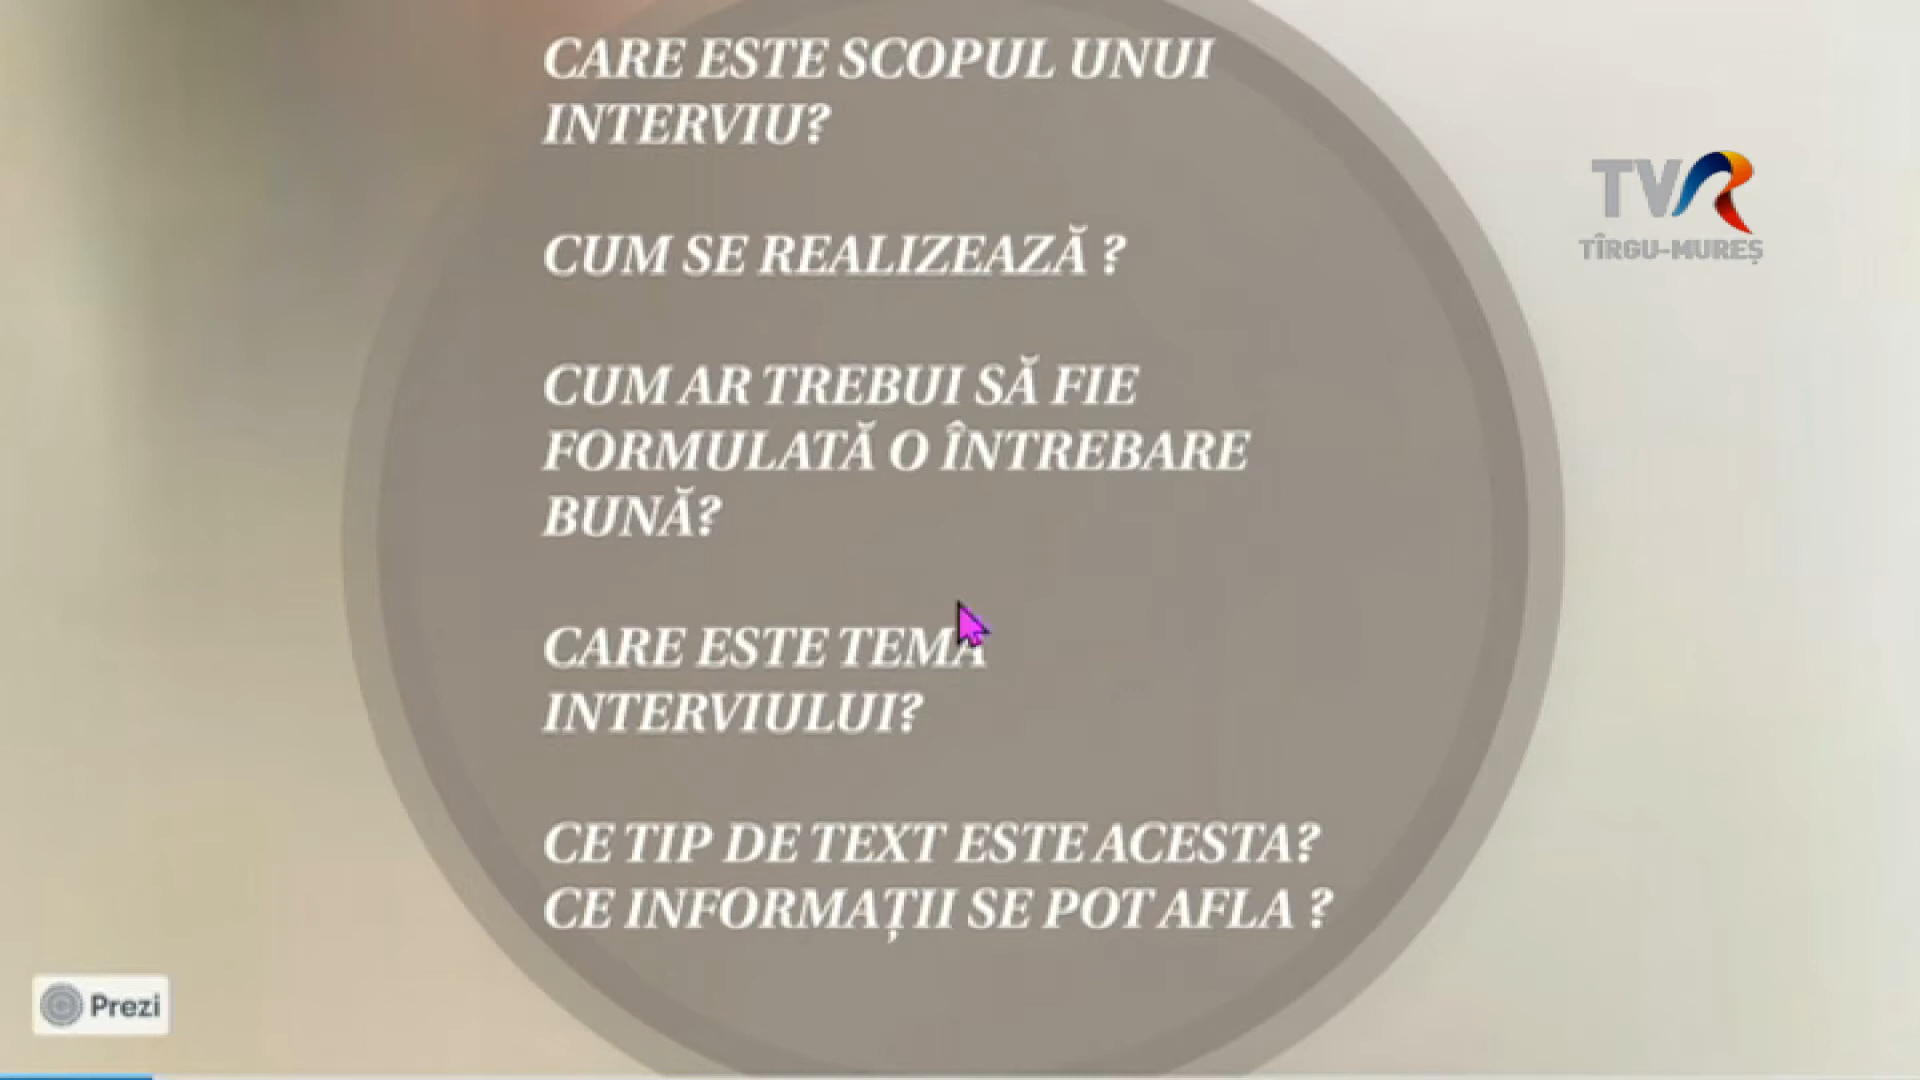 CARE ESTE SCOPUL UNUI
INTERVIU?
CUM SE REALIZEAZĂ ?
CUM AR TREBUI SĂ FIE
FORMULATĂ O ÎNTREBARE
BUNĂ?
CARE ESTE TEMA
INTERVIULUI?
CE TIP DE TEXT ESTE ACESTA?
CE INFORMAȚII SE POT AFLA ?
TVR
TÎRGU-MUREȘ
Prezi